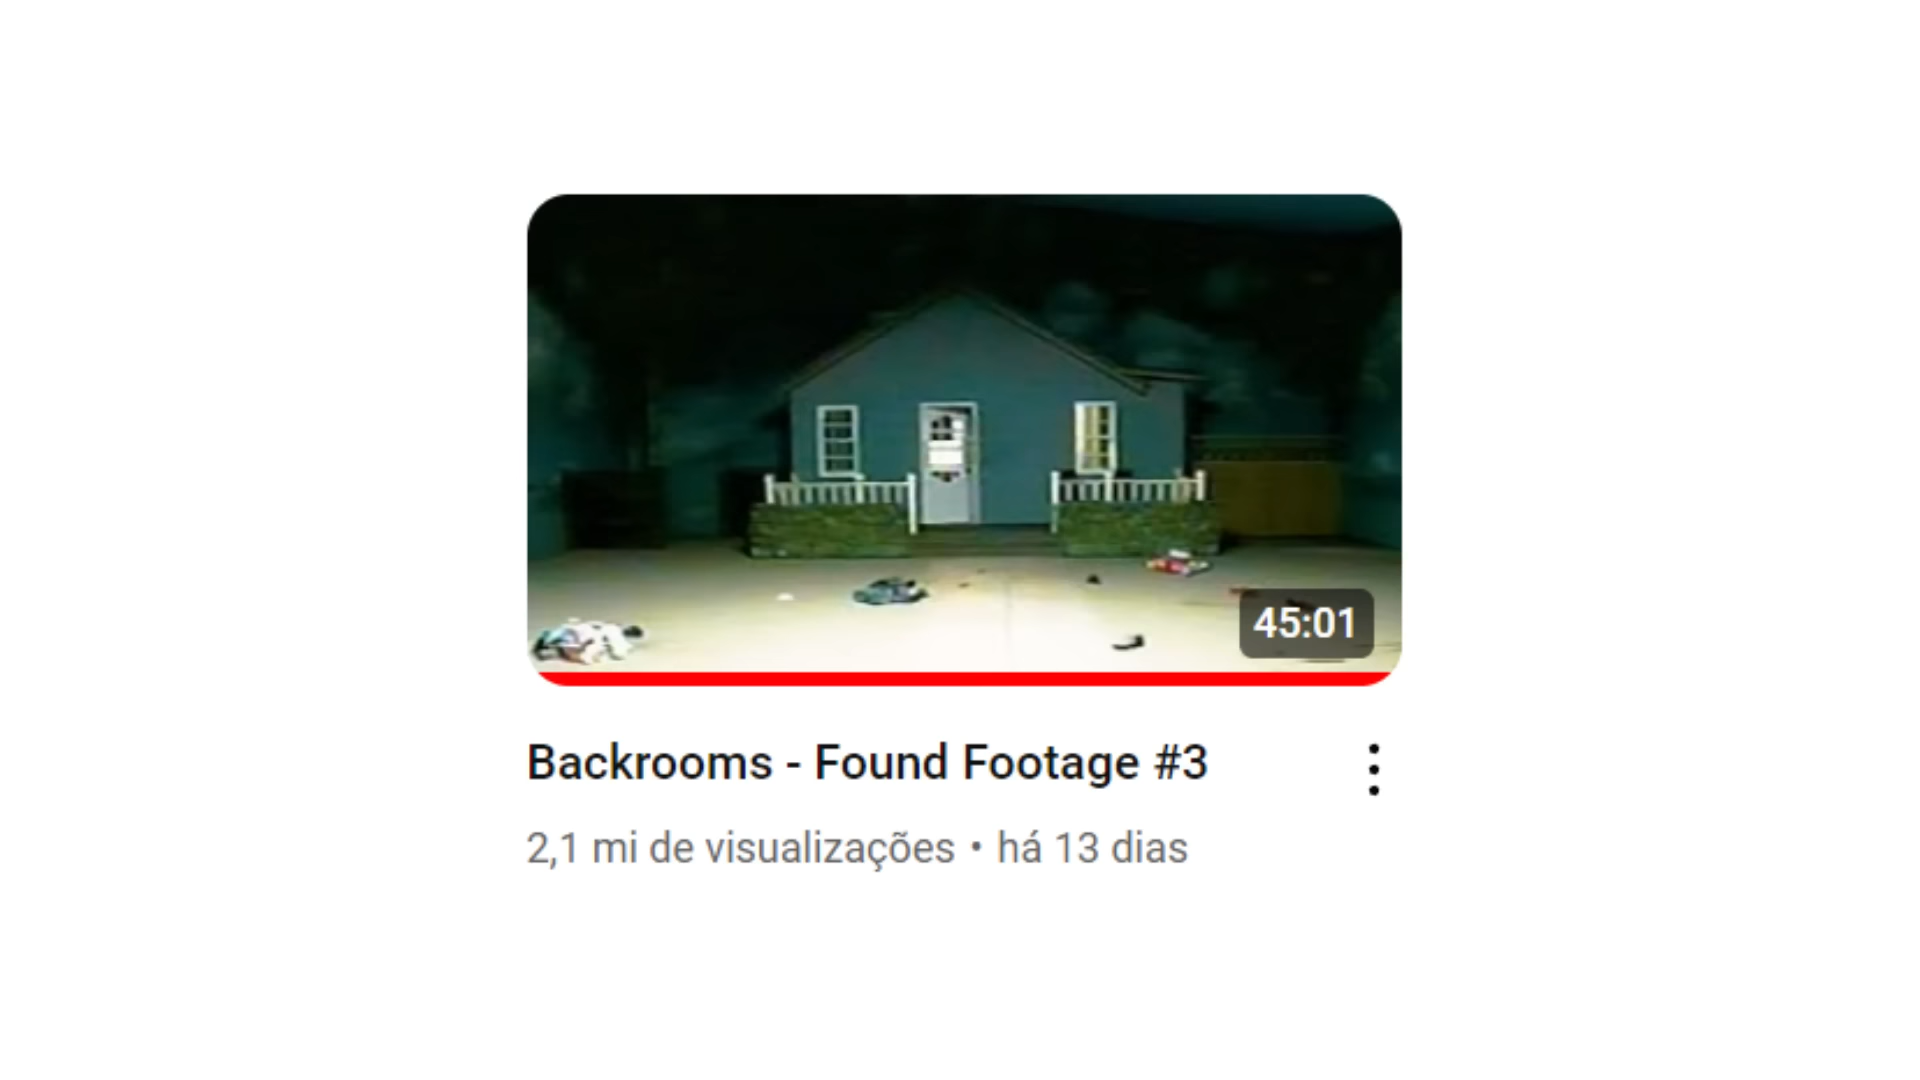 45:01
Backrooms - Found Footage #3
2,1 mi de visualizações • há 13 dias